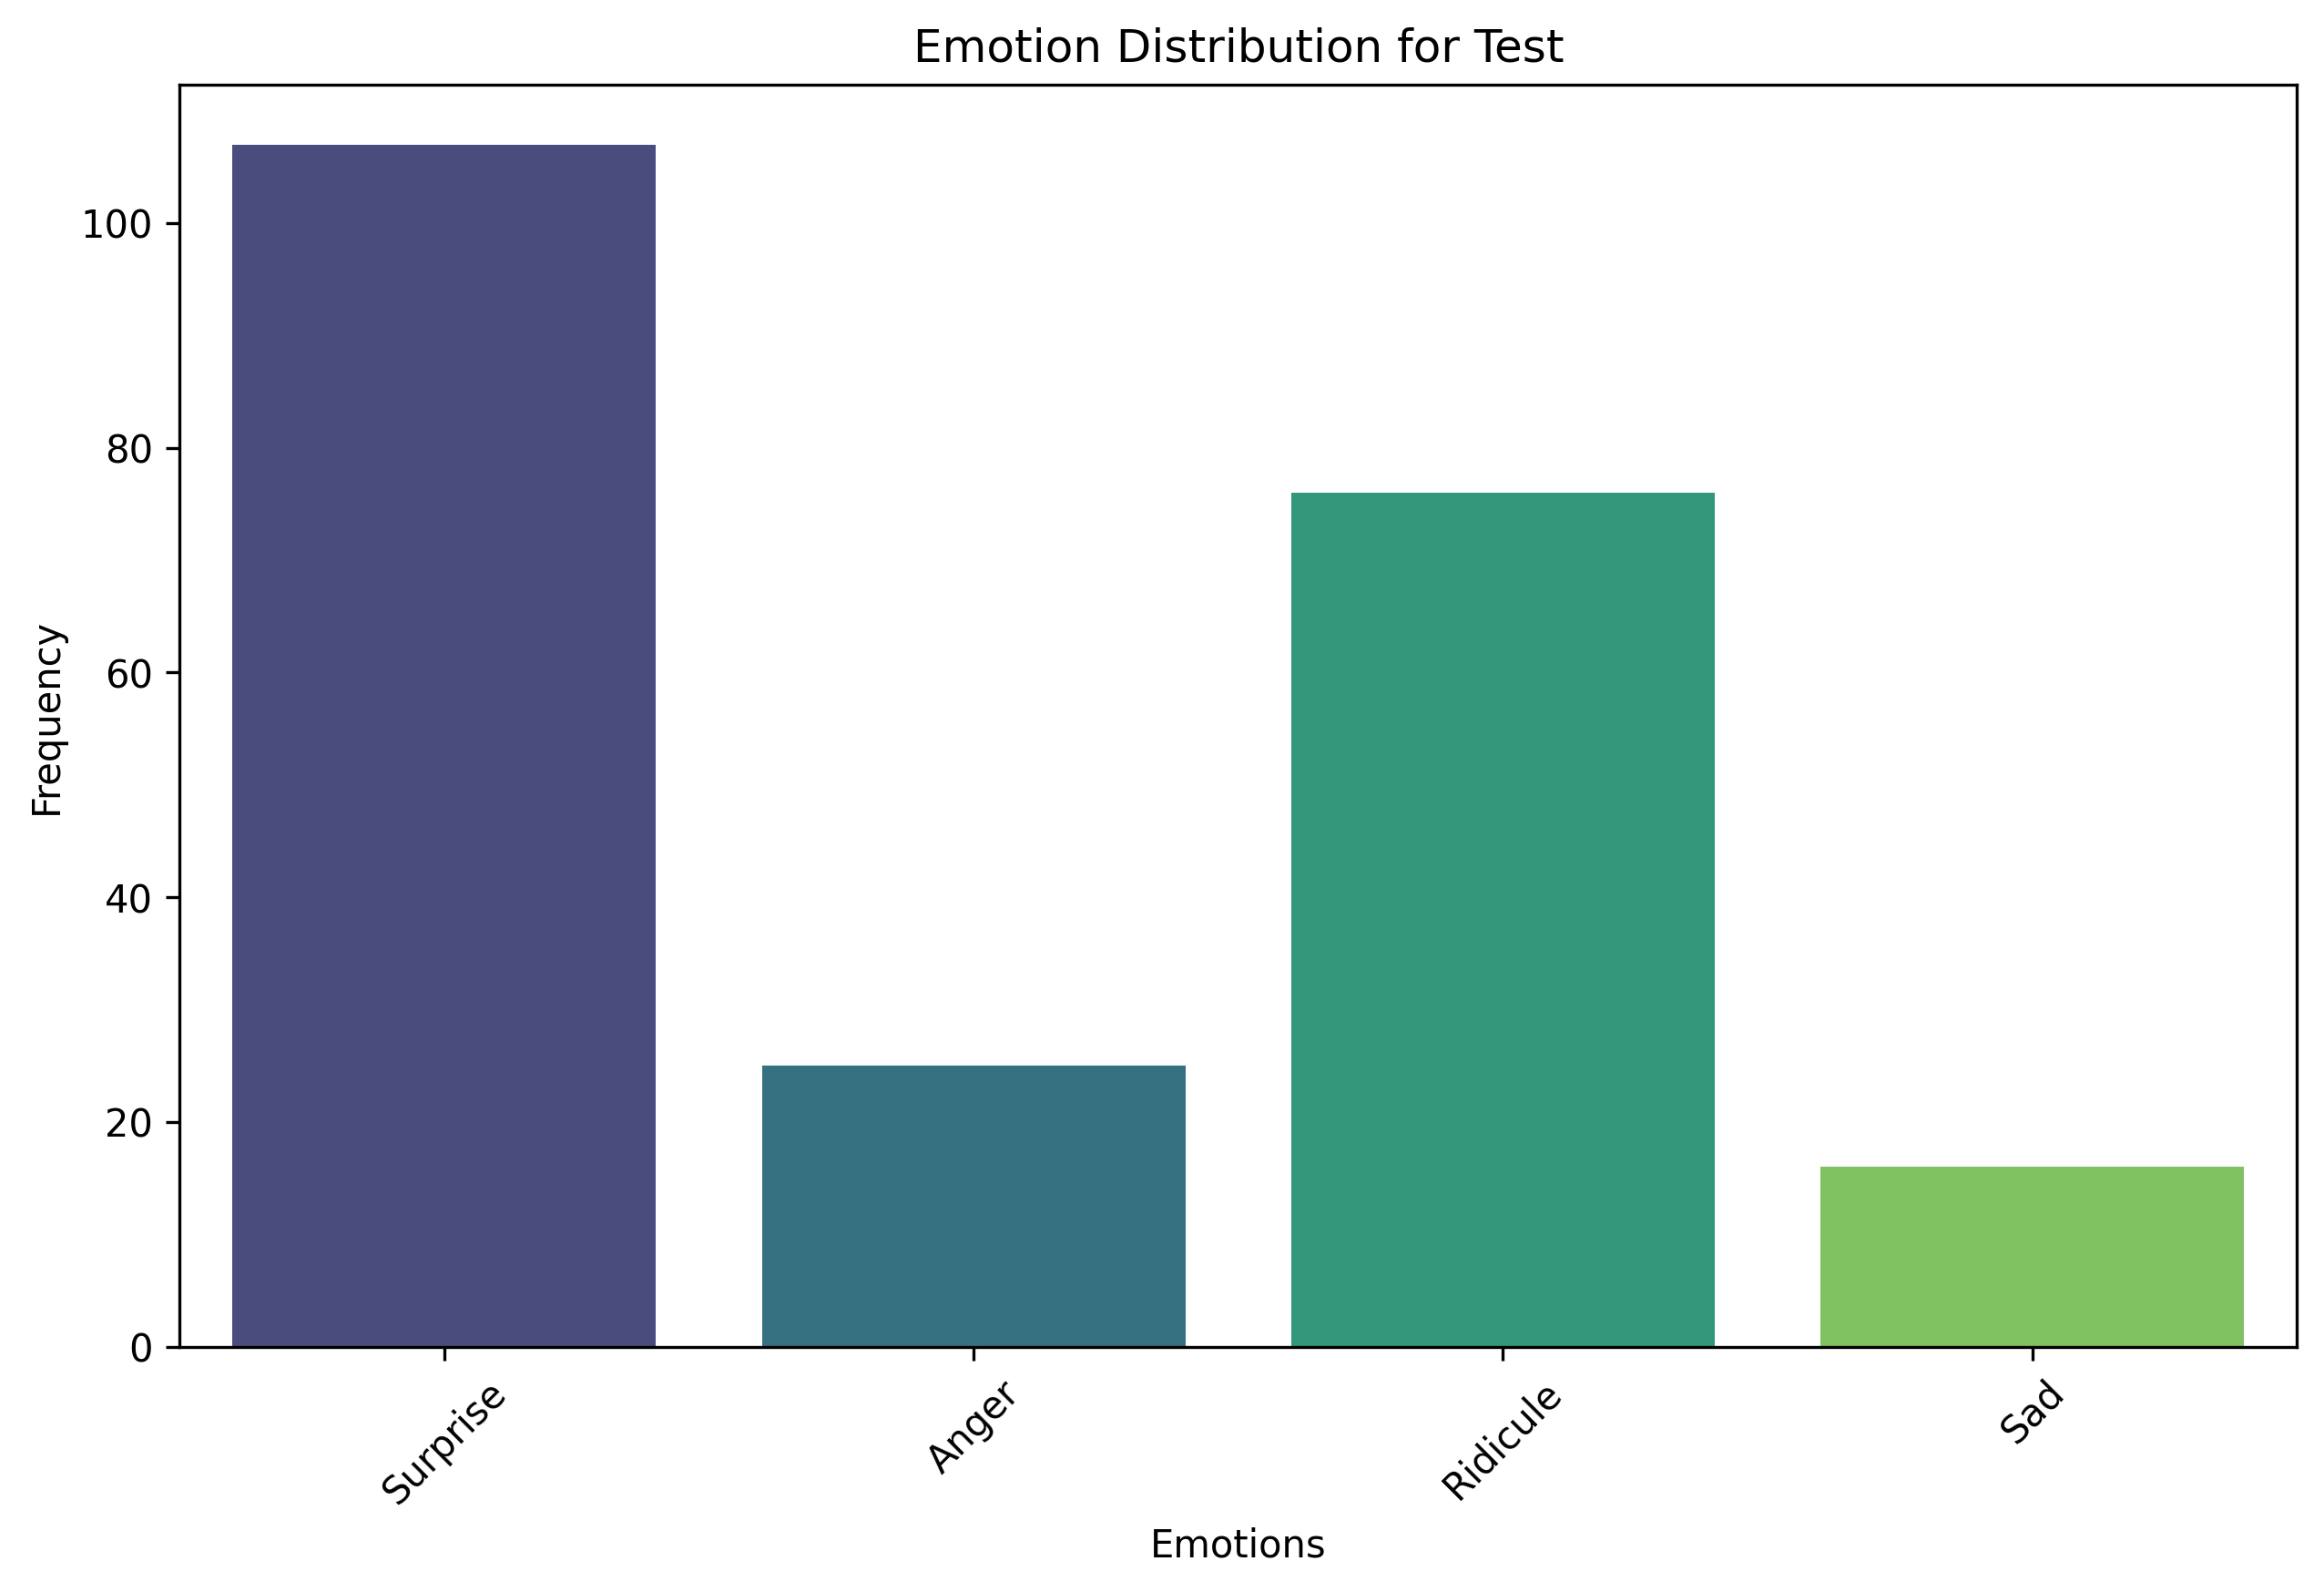 Emotion Distribution for Test
Frequency
100
80
60
40
20
0
Surprise
Anger
Ridicule
Sad
Emotions